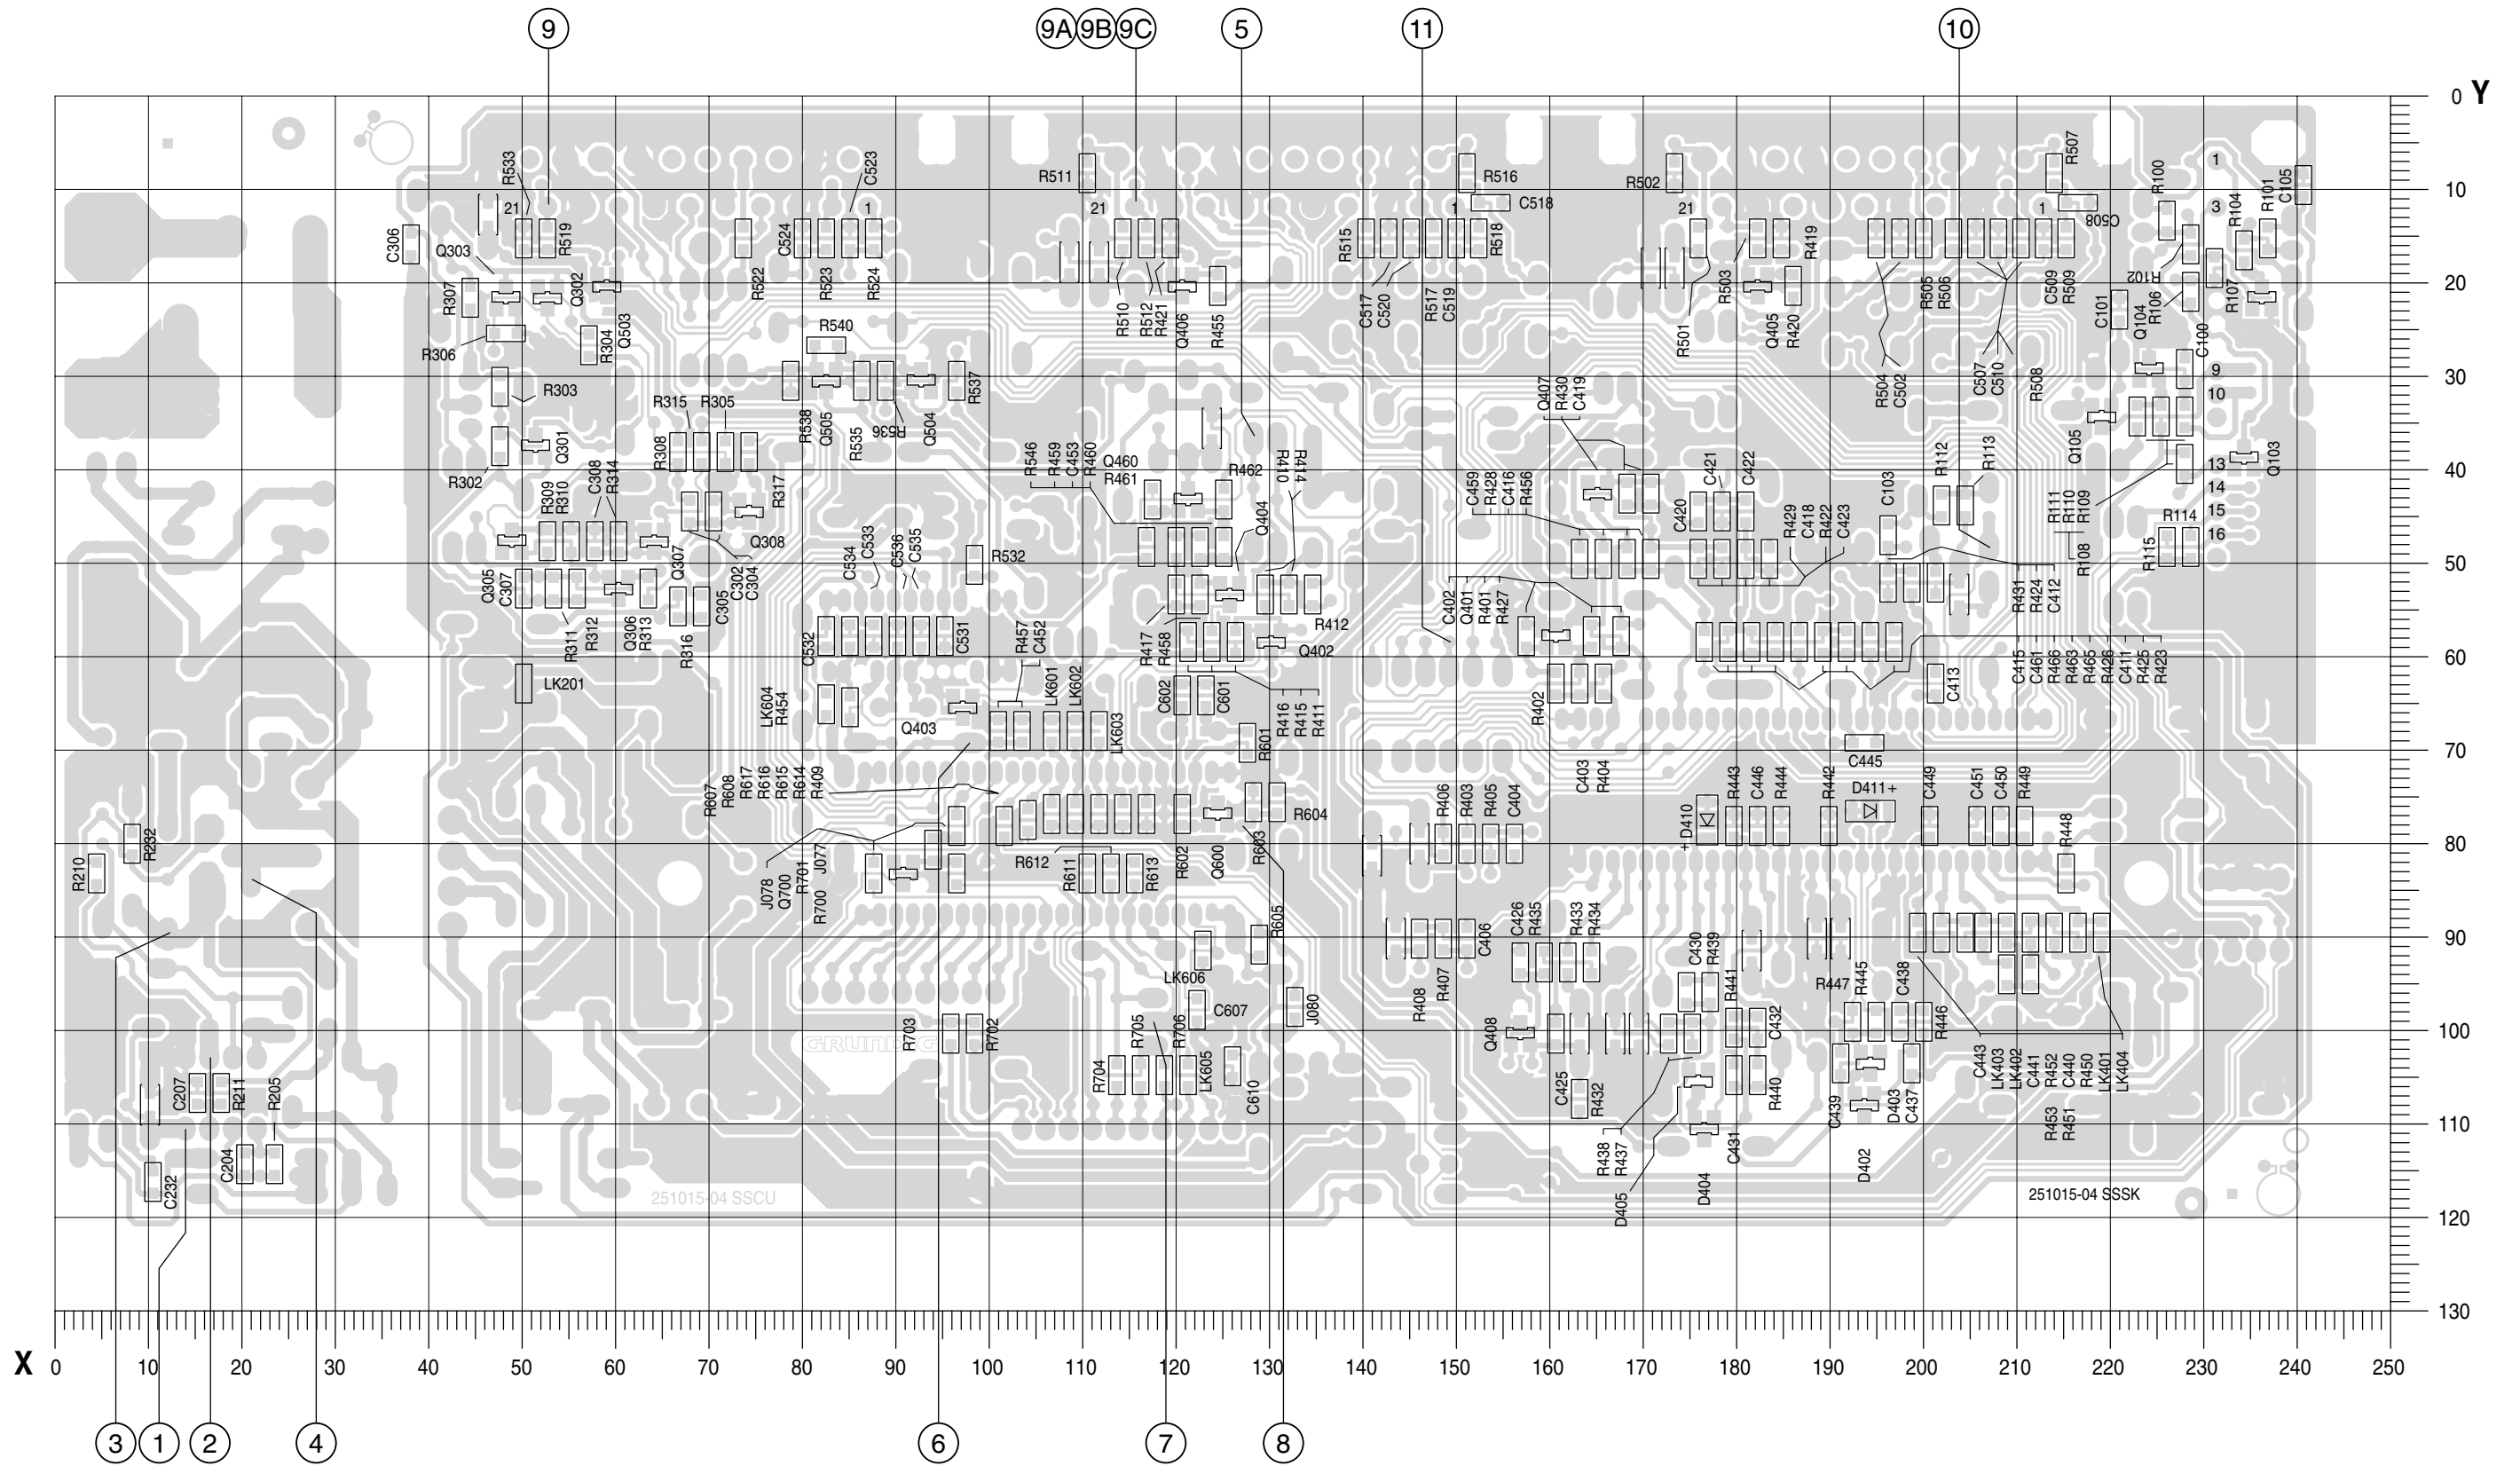 9 9A 9B 9C 5 11 10
0 Y
R533 C523 R511 R516 R502 R507 R100 1
C518 C508 R104 R101 C105
10
21 1 21 1 21 1 3
C306 Q303 R519 C524 R515 R518 R419
R307 Q302 R522 R523 R524 R503 R102 R107
20
R306 R304 Q503 R540 R510 R512 R421 Q406 R455 C517 C520 R517 C519 R501 Q405 R420 R505 R506 C509 R509 C101 Q104 R106 C100
R504 C502 C507 C510 R508
9
30
R303 R315 R305 R537 Q407 R430 C419 10
R308 R538 Q505 R535 R536 Q504
R302 Q301 C308 R314 R317 R546 R459 C453 R460 Q460 R461 R462 R410 R414 C421 C422 R112 R113 Q105 Q103
13
40
R309 R310 C459 R428 C416 R456 C420 C103 14
Q404 R429 C418 R422 C423 R111 R110 R109 15
R114 16
Q308 Q307 C534 C533 C536 C535 R532 R108 R115
50
Q305 C307 C302 C304 C305 C402 Q401 R401 R427 R431 R424 C412
R311 R312 Q306 R313 R316 C532 C531 R457 C452 R417 R458 R412 Q402
60
LK201 C415 C461 R466 R463 R465 R426 C411 R425 R423
LK604 R454 Q403 LK601 LK602 LK603 C602 C601 R416 R415 R411 R402 C413
R601
70
R607 R608 R617 R616 R615 R614 R409 C403 R404 C445
R406 R403 R405 C404 R443 C446 R444 R442 D411+ C449 C451 C450 R449
R604 +D410 R448
80
R232 R210 J078 Q700 R701 R700 J077 R612 R611 R613 R602 Q600 R603
R605 C406 C426 R435 R433 R434
90
LK606 C430 R439 R441 R447 R445 C438
C607 J080 R408 R407
R703 R702 R705 R706 Q408 C432 R446
100
GRUNDIG
C207 R211 R205 R704 LK605 C610 C425 R432 R440 C439 D403 C437
C443 LK403 LK402 C441 R452 C440 R450 LK401 LK404
R453 R451
110
C204 C232 R438 R437 C431 D402
D405 D404
251015-04 SSCU 251015-04 SSSK
120
130
X 0 10 20 30 40 50 60 70 80 90 100 110 120 130 140 150 160 170 180 190 200 210 220 230 240 250
3 1 2 4 6 7 8